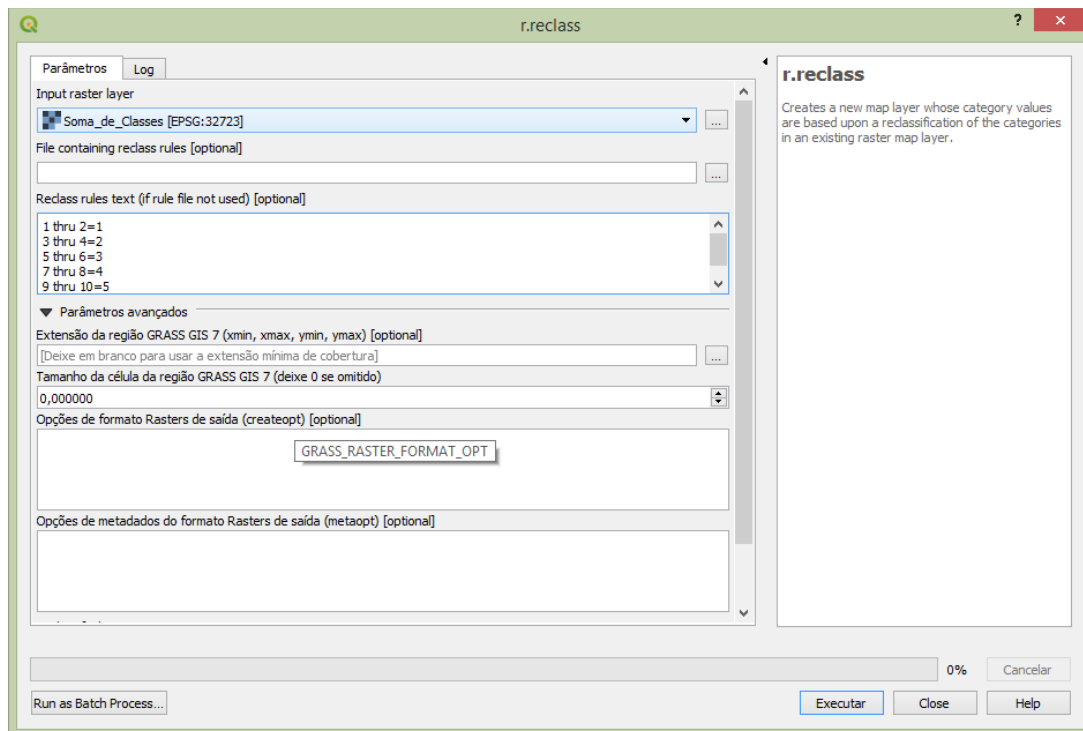 r.reclass
?
×
Parâmetros
Log
Input raster layer
Soma_de_Classes [EPSG:32723]
...
File containing reclass rules [optional]
...
Reclass rules text (if rule file not used) [optional]
1 thru 2=1
3 thru 4=2
5 thru 6=3
7 thru 8=4
9 thru 10=5
Parâmetros avançados
Extensão da região GRASS GIS 7 (xmin, xmax, ymin, ymax) [optional]
[Deixe em branco para usar a extensão mínima de cobertura]
...
Tamanho da célula da região GRASS GIS 7 (deixe 0 se omitido)
0,000000
Opções de formato Rasters de saída (createopt) [optional]
GRASS_RASTER_FORMAT_OPT
Opções de metadados do formato Rasters de saída (metaopt) [optional]
r.reclass
Creates a new map layer whose category values
are based upon a reclassification of the categories
in an existing raster map layer.
0%
Cancelar
Run as Batch Process...
Executar
Close
Help